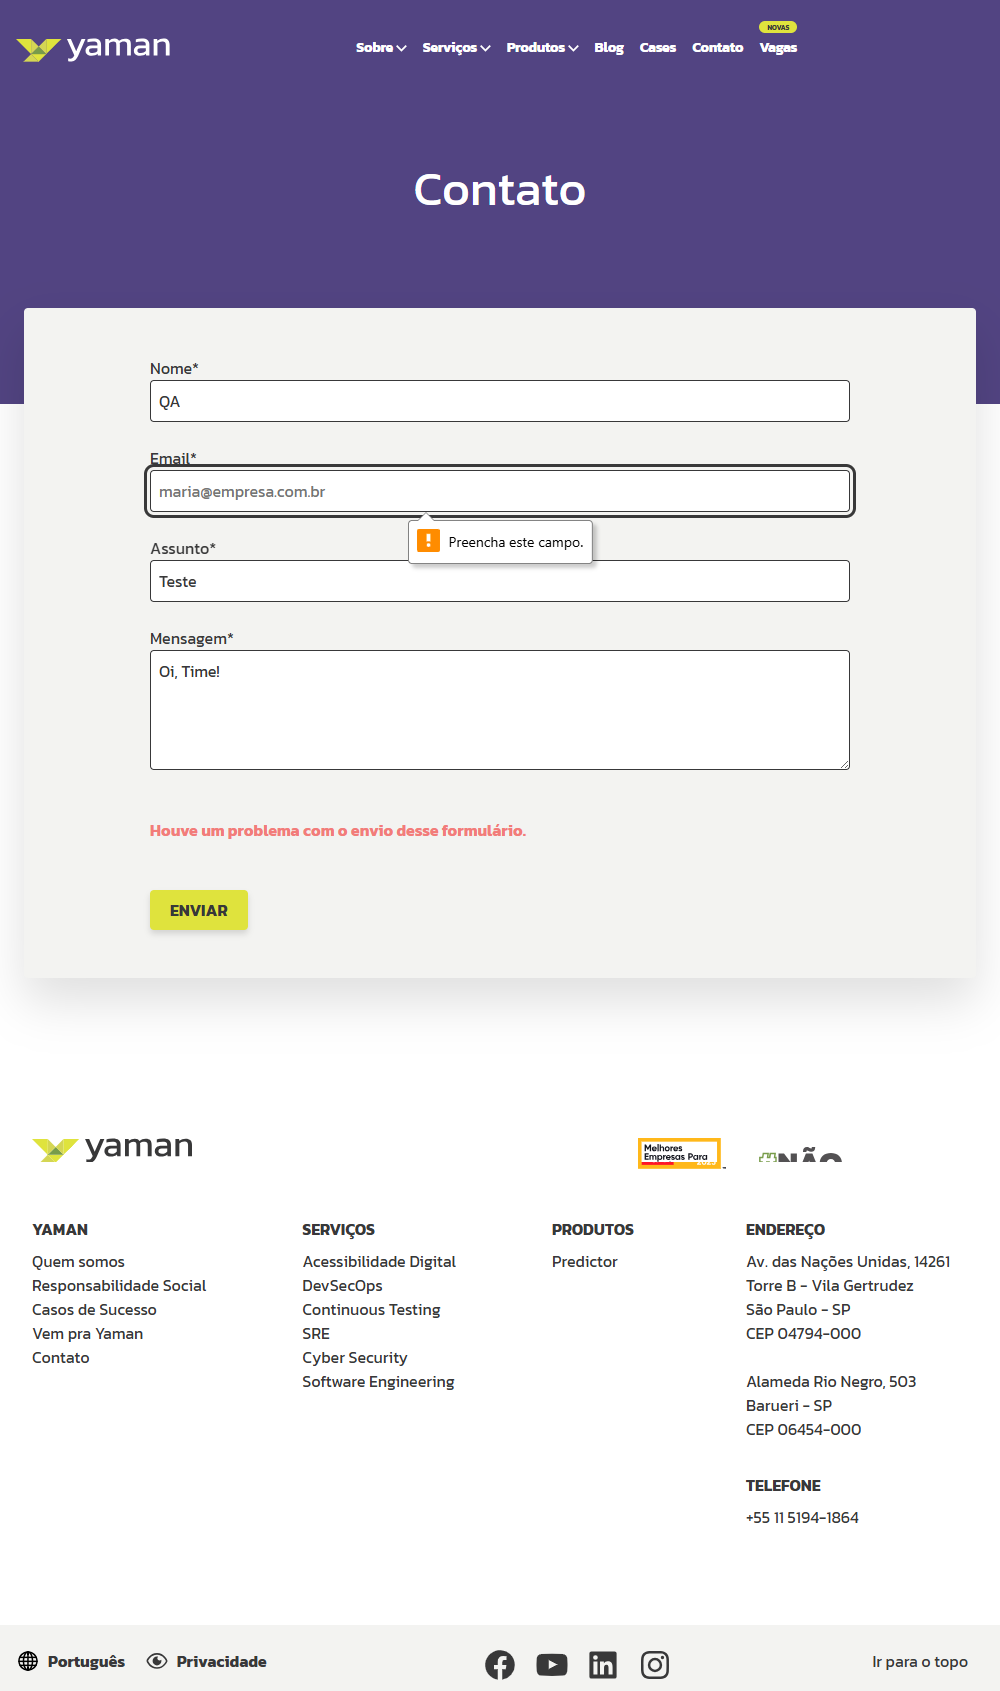 yaman
Sobre
Serviços
Produtos
Blog
Cases
Contato
NOVAS
Vagas
Contato
Nome*
QA
Email*
maria@empresa.com.br
Preencha este campo.
Assunto*
Teste
Mensagem*
Oi, Time!
Houve um problema com o envio desse formulário.
ENVIAR
yaman
Melhores
Empresas Para
#NÃO
YAMAN
Quem somos
Responsabilidade Social
Casos de Sucesso
Vem pra Yaman
Contato
SERVIÇOS
Acessibilidade Digital
DevSecOps
Continuous Testing
SRE
Cyber Security
Software Engineering
PRODUTOS
Predictor
ENDEREÇO
Av. das Nações Unidas, 14261
Torre B - Vila Gertrudez
São Paulo - SP
CEP 04794-000
Alameda Rio Negro, 503
Barueri - SP
CEP 06454-000
TELEFONE
+55 11 5194-1864
Português
Privacidade
Ir para o topo